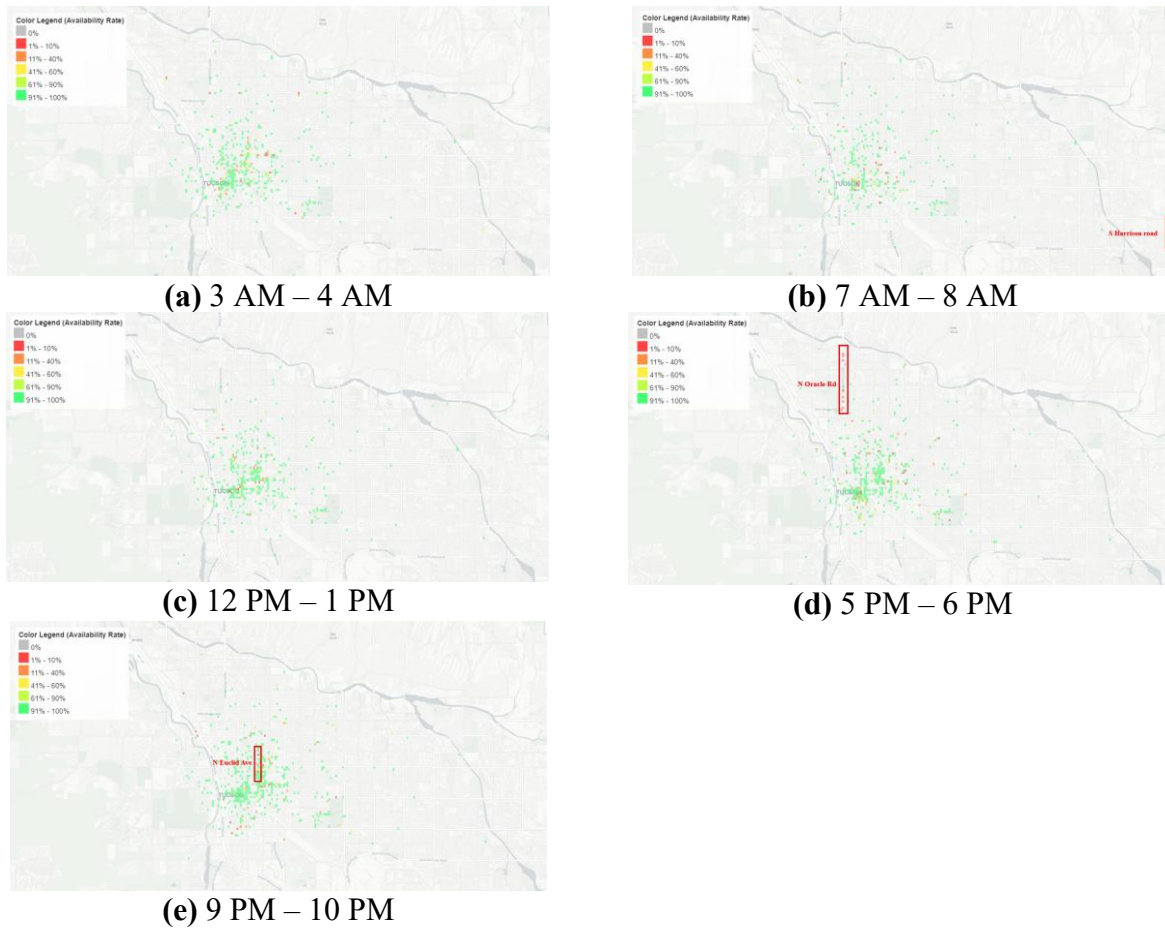 Color Legend (Availability Rate)
0%
1% - 10%
11% - 40%
41% - 60%
61% - 90%
91% - 100%
TUCSON
(a) 3 AM – 4 AM
Color Legend (Availability Rate)
0%
1% - 10%
11% - 40%
41% - 60%
61% - 90%
91% - 100%
TUCSON
S Harrison road
(b) 7 AM – 8 AM
Color Legend (Availability Rate)
0%
1% - 10%
11% - 40%
41% - 60%
61% - 90%
91% - 100%
TUCSON
(c) 12 PM – 1 PM
Color Legend (Availability Rate)
0%
1% - 10%
11% - 40%
41% - 60%
61% - 90%
91% - 100%
N Oracle Rd
TUCSON
(d) 5 PM – 6 PM
Color Legend (Availability Rate)
0%
1% - 10%
11% - 40%
41% - 60%
61% - 90%
91% - 100%
N Euclid Ave
TUCSON
(e) 9 PM – 10 PM